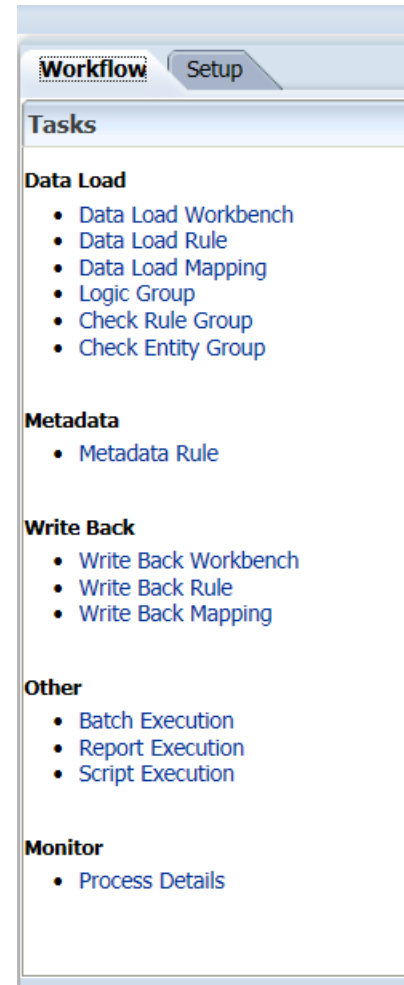 Workflow Setup
Tasks
Data Load
• Data Load Workbench
• Data Load Rule
• Data Load Mapping
• Logic Group
• Check Rule Group
• Check Entity Group
Metadata
• Metadata Rule
Write Back
• Write Back Workbench
• Write Back Rule
• Write Back Mapping
Other
• Batch Execution
• Report Execution
• Script Execution
Monitor
• Process Details